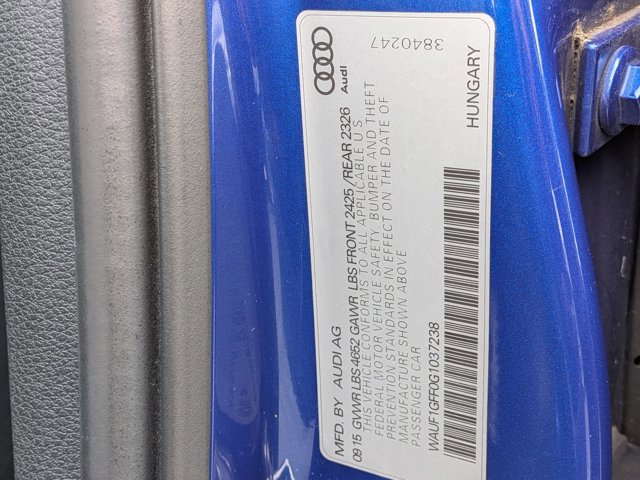 MFD. BY AUDI AG
09 15 GVWR LBS 4652 GAWR LBS FRONT 2425 / REAR 2326
THIS VEHICLE CONFORMS TO ALL APPLICABLE U S
FEDERAL MOTOR VEHICLE SAFETY, BUMPER AND THEFT
PREVENTION STANDARDS IN EFFECT ON THE DATE OF
MANUFACTURE SHOWN ABOVE
PASSENGER CAR
WAUF1GFF0G1037238
Audi
3840247
HUNGARY